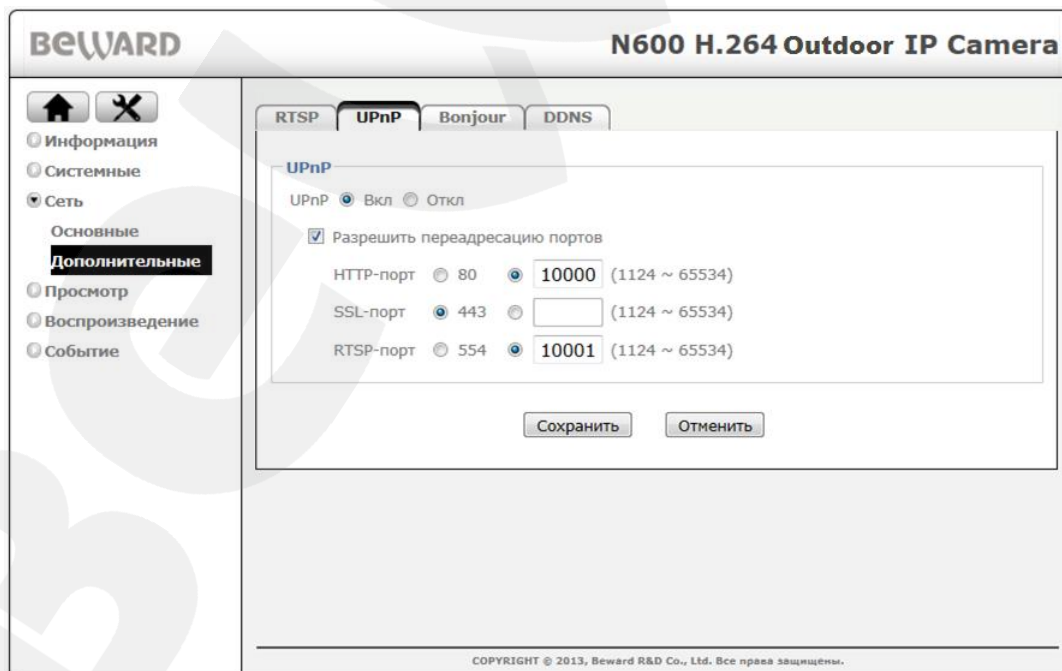 BEWARD
N600 H.264 Outdoor IP Camera
Информация
Системные
Сеть
Основные
Дополнительные
Просмотр
Воспроизведение
Событие
RTSP UPnP Bonjour DDNS
UPnP
UPnP Вкл Откл
Разрешить переадресацию портов
HTTP-порт 80 10000 (1124 ~ 65534)
SSL-порт 443 (1124 ~ 65534)
RTSP-порт 554 10001 (1124 ~ 65534)
Сохранить Отменить
COPYRIGHT © 2013, Beward R&D Co., Ltd. Все права защищены.